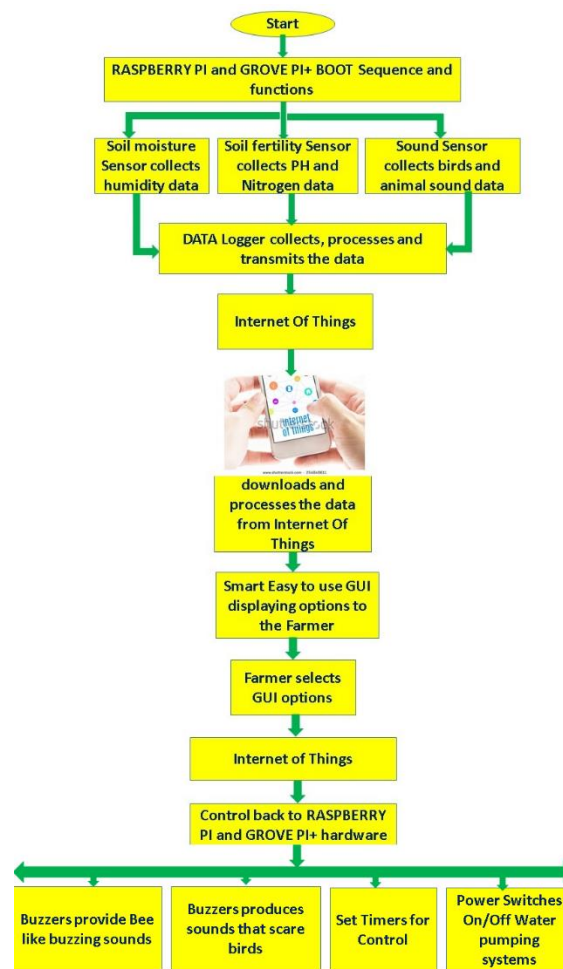 Start
RASPBERRY PI and GROVE PI+ BOOT Sequence and
functions
Soil moisture
Sensor collects
humidity data
Soil fertility Sensor
collects PH and
Nitrogen data
Sound Sensor
collects birds and
animal sound data
DATA Logger collects, processes and
transmits the data
Internet Of Things
Internet
of Things
shutterstock
downloads and
processes the data
from Internet Of
Things
Smart Easy to use GUI
displaying options to
the Farmer
Farmer selects
GUI options
Internet of Things
Control back to RASPBERRY
PI and GROVE PI+ hardware
Buzzers provide Bee
like buzzing sounds
Buzzers produces
sounds that scare
birds
Set Timers for
Control
Power Switches
On/Off Water
pumping
systems